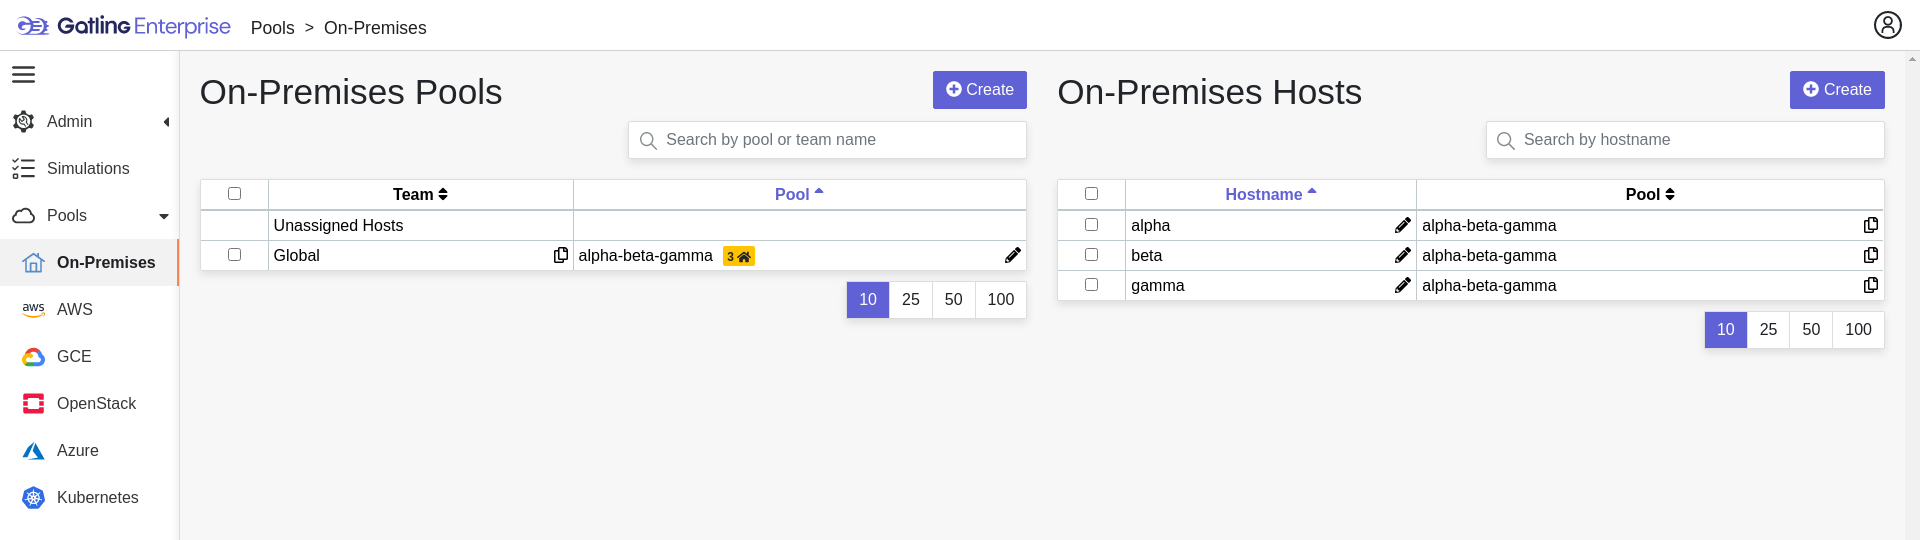 Gatling Enterprise
Pools > On-Premises
Admin
Simulations
Pools
On-Premises
aws AWS
GCE
OpenStack
Azure
Kubernetes
On-Premises Pools
Create
Search by pool or team name
Team Pool
Unassigned Hosts
Global alpha-beta-gamma 3
10 25 50 100
On-Premises Hosts
Create
Search by hostname
Hostname Pool
alpha alpha-beta-gamma
beta alpha-beta-gamma
gamma alpha-beta-gamma
10 25 50 100